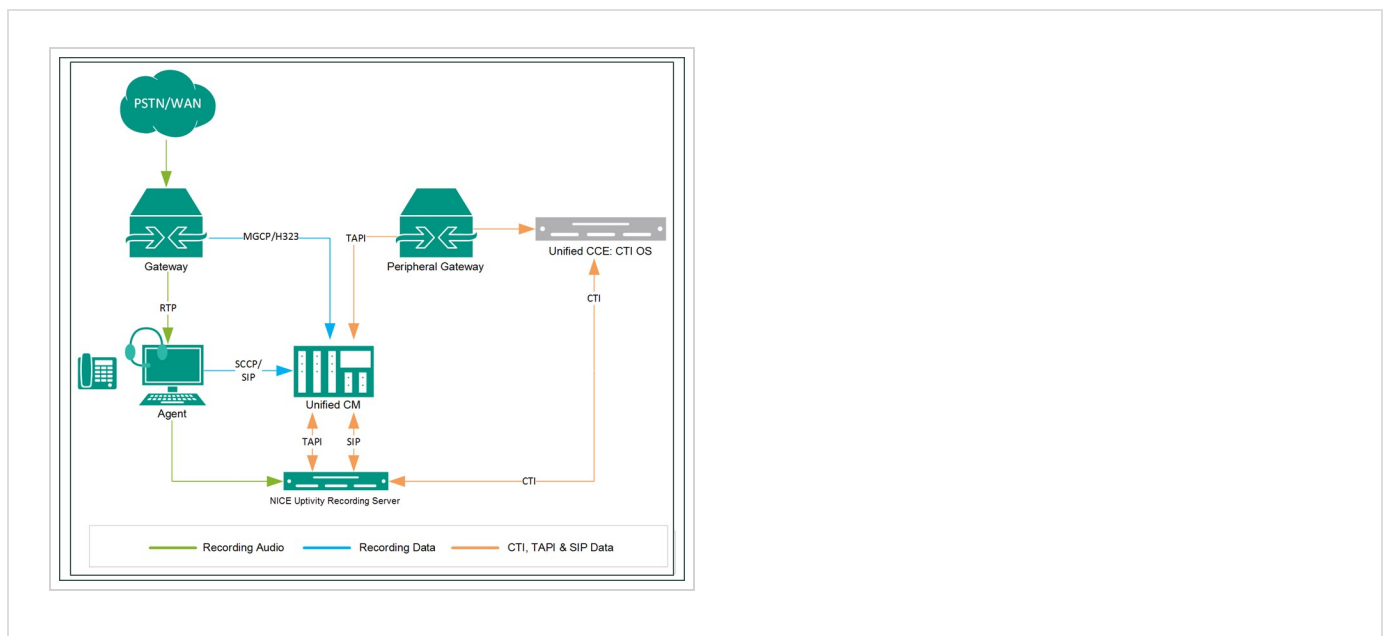 PSTN/WAN
MGCP/H323
TAPI
Gateway
Peripheral Gateway
Unified CCE: CTI OS
CTI
RTP
SCCP/
SIP
Agent
Unified CM
TAPI
SIP
CTI
NICE Uptivity Recording Server
Recording Audio
Recording Data
CTI, TAPI & SIP Data